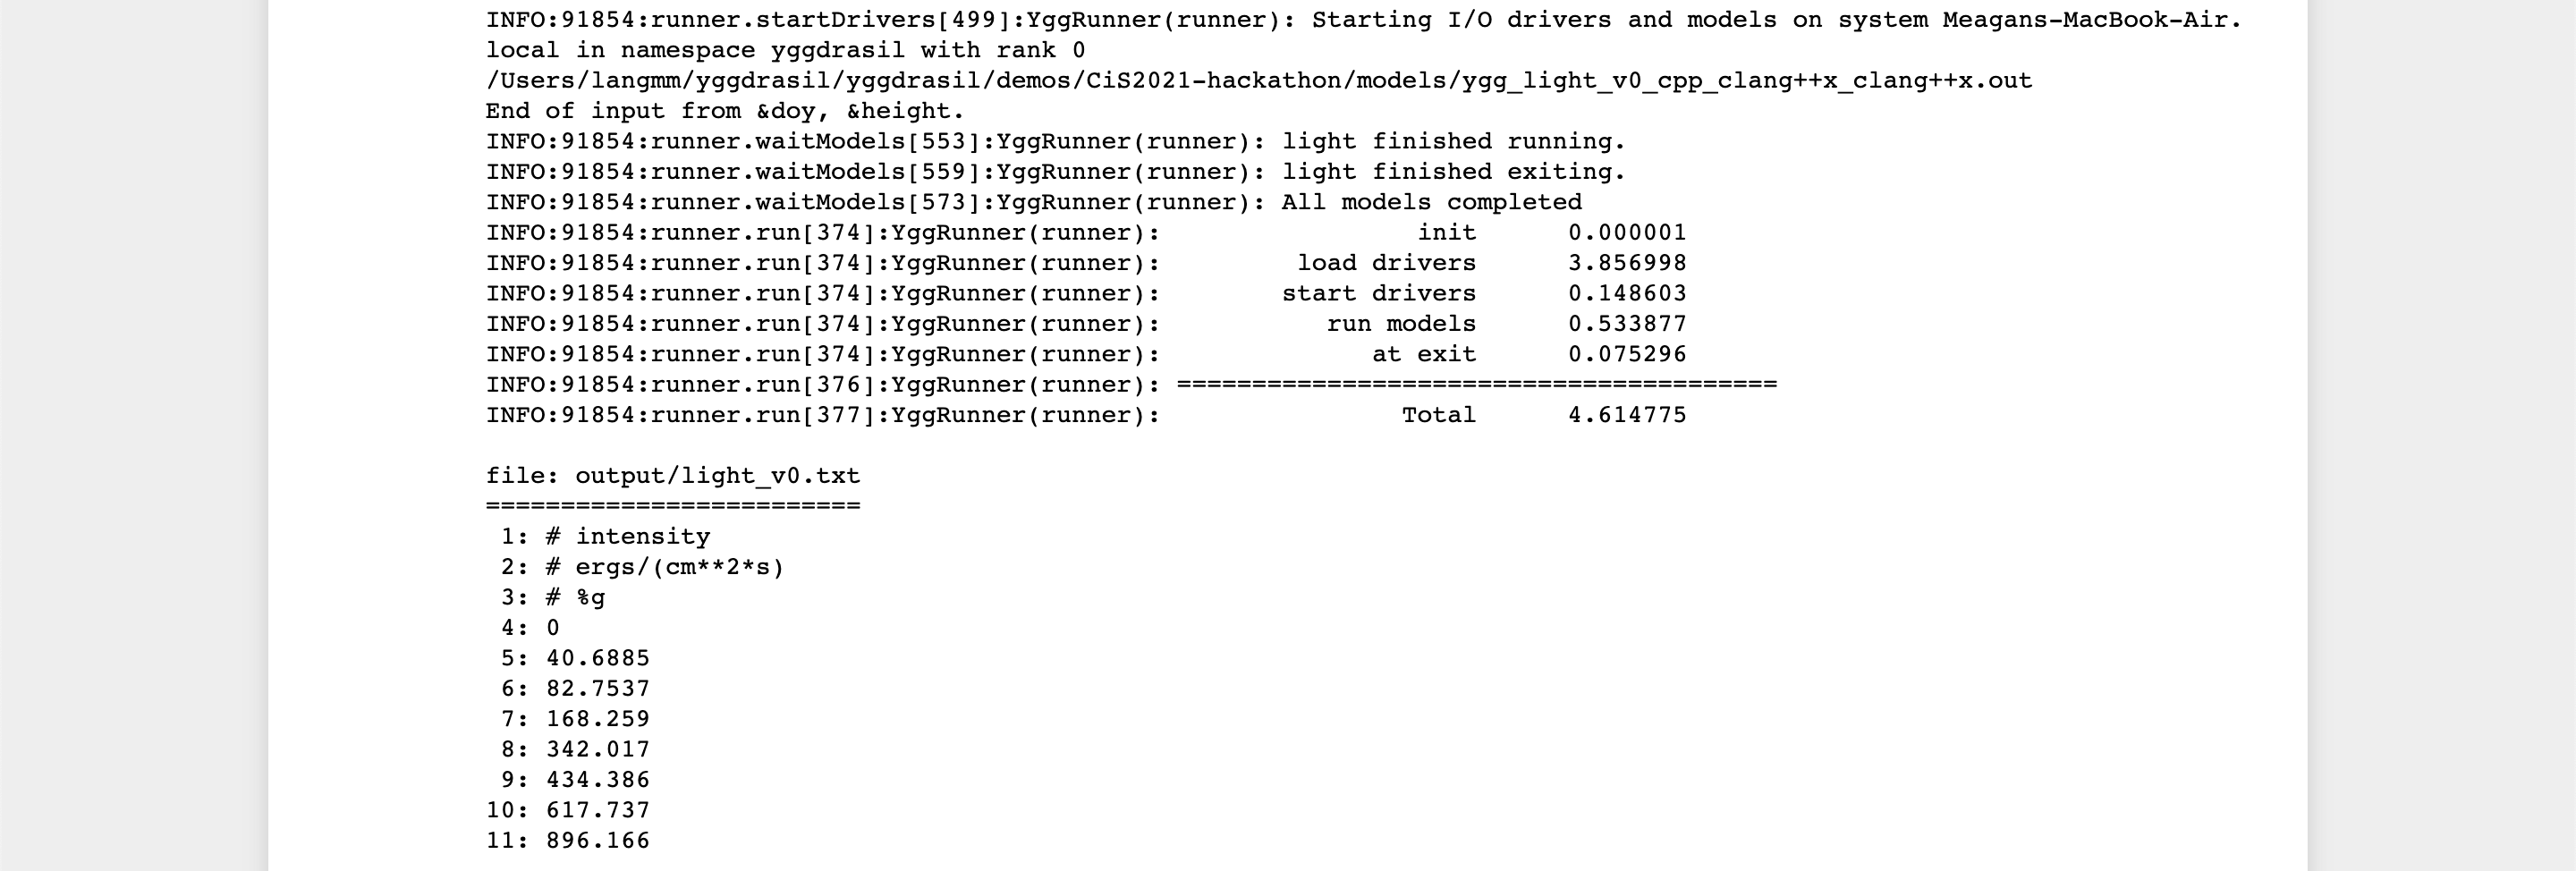 INFO:91854:runner.startDrivers[499]:YggRunner(runner): Starting I/O drivers and models on system Meagans-MacBook-Air.
local in namespace yggdrasil with rank 0
/Users/langmm/yggdrasil/yggdrasil/demos/CiS2021-hackathon/models/ygg_light_v0_cpp_clang++x_clang++x.out
End of input from &doy, &height.
INFO:91854:runner.waitModels[553]:YggRunner(runner): light finished running.
INFO:91854:runner.waitModels[559]:YggRunner(runner): light finished exiting.
INFO:91854:runner.waitModels[573]:YggRunner(runner): All models completed
INFO:91854:runner.run[374]:YggRunner(runner):                 init      0.000001
INFO:91854:runner.run[374]:YggRunner(runner):         load drivers      3.856998
INFO:91854:runner.run[374]:YggRunner(runner):        start drivers      0.148603
INFO:91854:runner.run[374]:YggRunner(runner):           run models      0.533877
INFO:91854:runner.run[374]:YggRunner(runner):              at exit      0.075296
INFO:91854:runner.run[376]:YggRunner(runner): ========================================
INFO:91854:runner.run[377]:YggRunner(runner):                Total      4.614775
file: output/light_v0.txt
=========================
1: # intensity
2: # ergs/(cm**2*s)
3: # %g
4: 0
5: 40.6885
6: 82.7537
7: 168.259
8: 342.017
9: 434.386
10: 617.737
11: 896.166